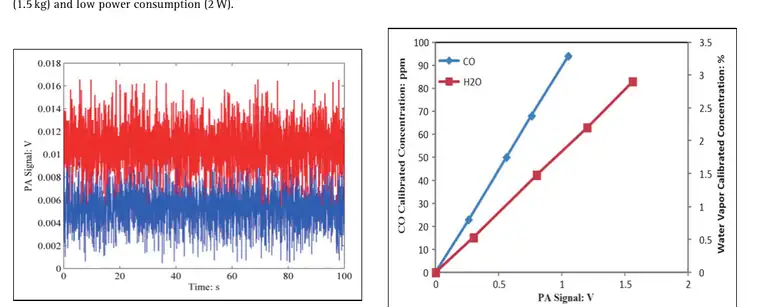 (1.5 kg) and low power consumption (2 W).
0.018
0.016
0.014
0.012
0.01
0.008
0.006
0.004
0.002
0
PA Signal: V
0 20 40 60 80 100
Time: s
100
90
80
70
60
50
40
30
20
10
0
CO Calibrated Concentration: ppm
CO
H2O
3.5
3
2.5
2
1.5
1
0.5
0
Water Vapor Calibrated Concentration: %
0 0.5 1 1.5 2
PA Signal: V